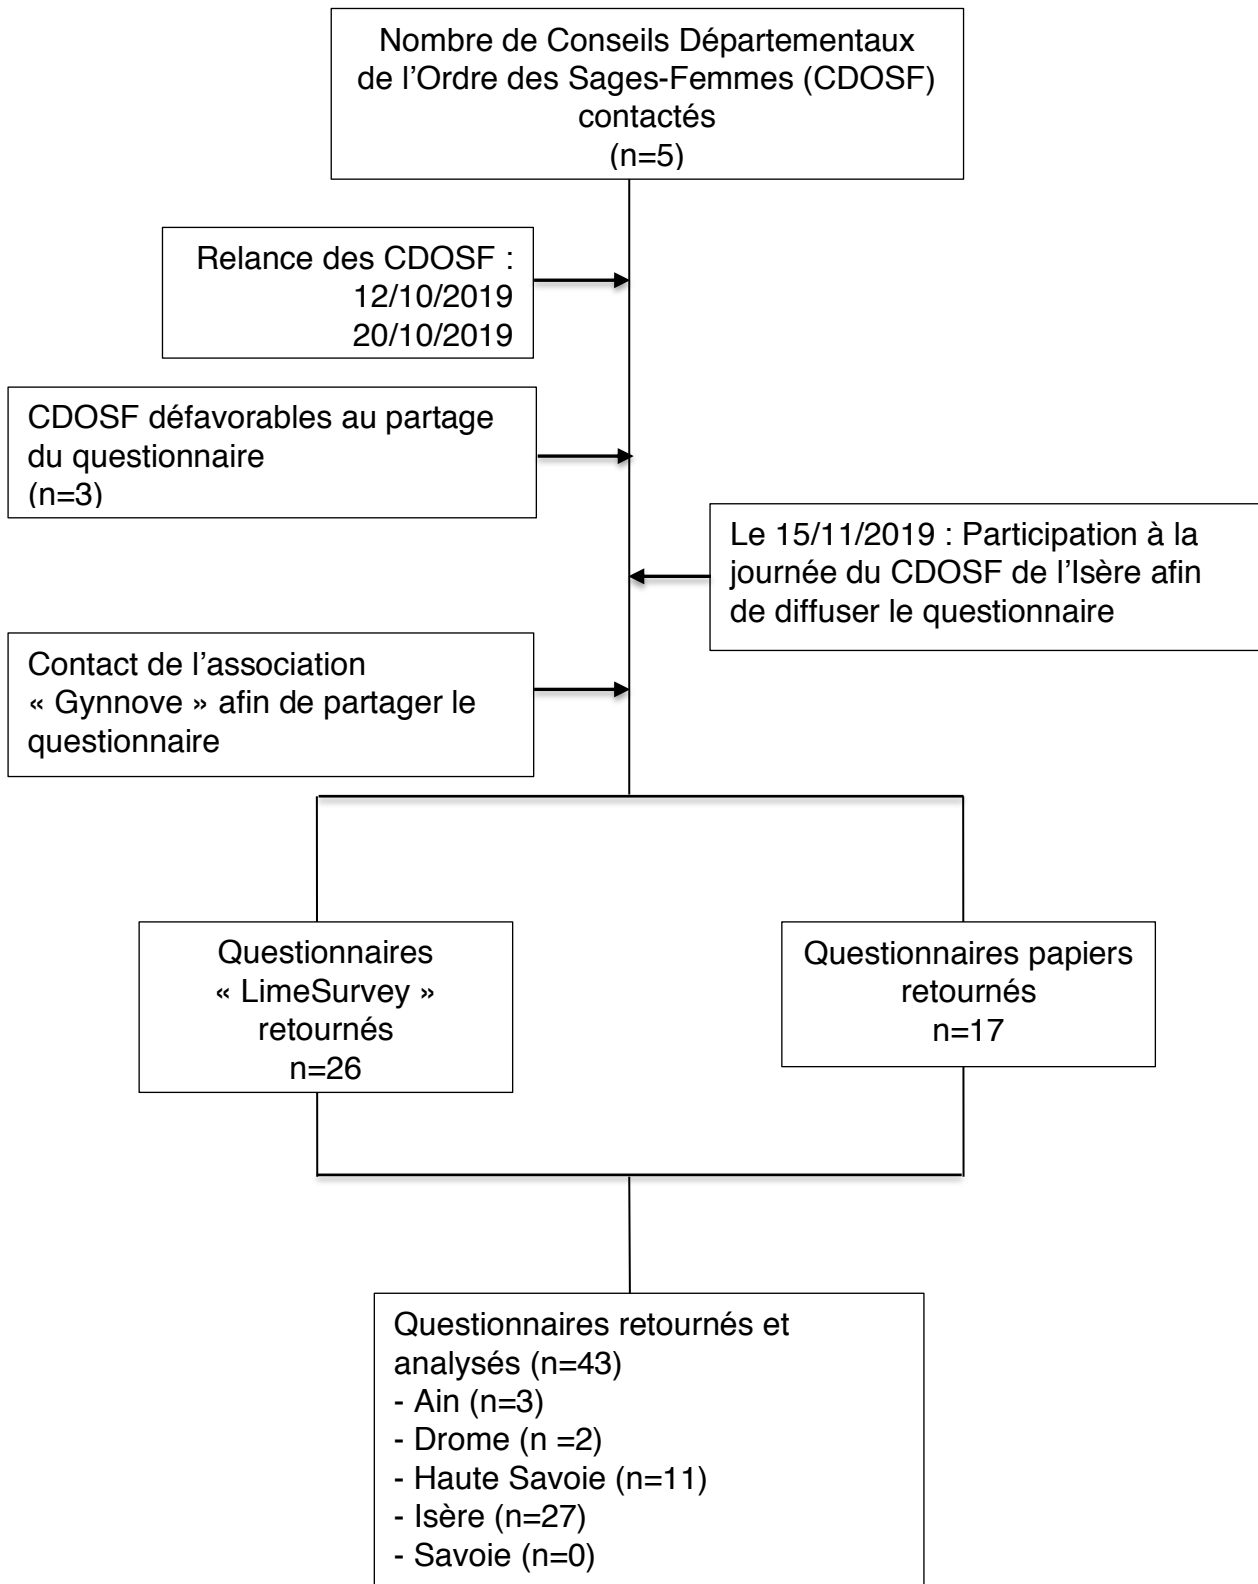 Nombre de Conseils Départementaux
de l’Ordre des Sages-Femmes (CDOSF)
contactés
(n=5)
Relance des CDOSF :
12/10/2019
20/10/2019
CDOSF défavorables au partage
du questionnaire
(n=3)
Le 15/11/2019 : Participation à la
journée du CDOSF de l’Isère afin
de diffuser le questionnaire
Contact de l’association
« Gynnove » afin de partager le
questionnaire
Questionnaires
« LimeSurvey »
retournés
n=26
Questionnaires papiers
retournés
n=17
Questionnaires retournés et
analysés (n=43)
- Ain (n=3)
- Drome (n =2)
- Haute Savoie (n=11)
- Isère (n=27)
- Savoie (n=0)